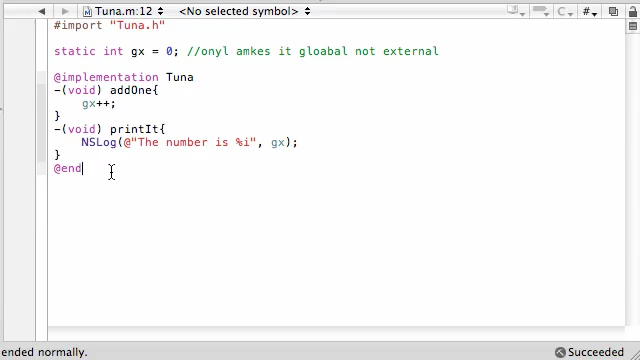 Tuna.m:12 <No selected symbol> C #
#import "Tuna.h"
static int gx = 0; //onyl amkes it gloabal not external
@implementation Tuna
-(void) addOne{
gx++;
}
-(void) printIt{
NSLog(@"The number is %i", gx);
}
@end
ended normally. Succeeded